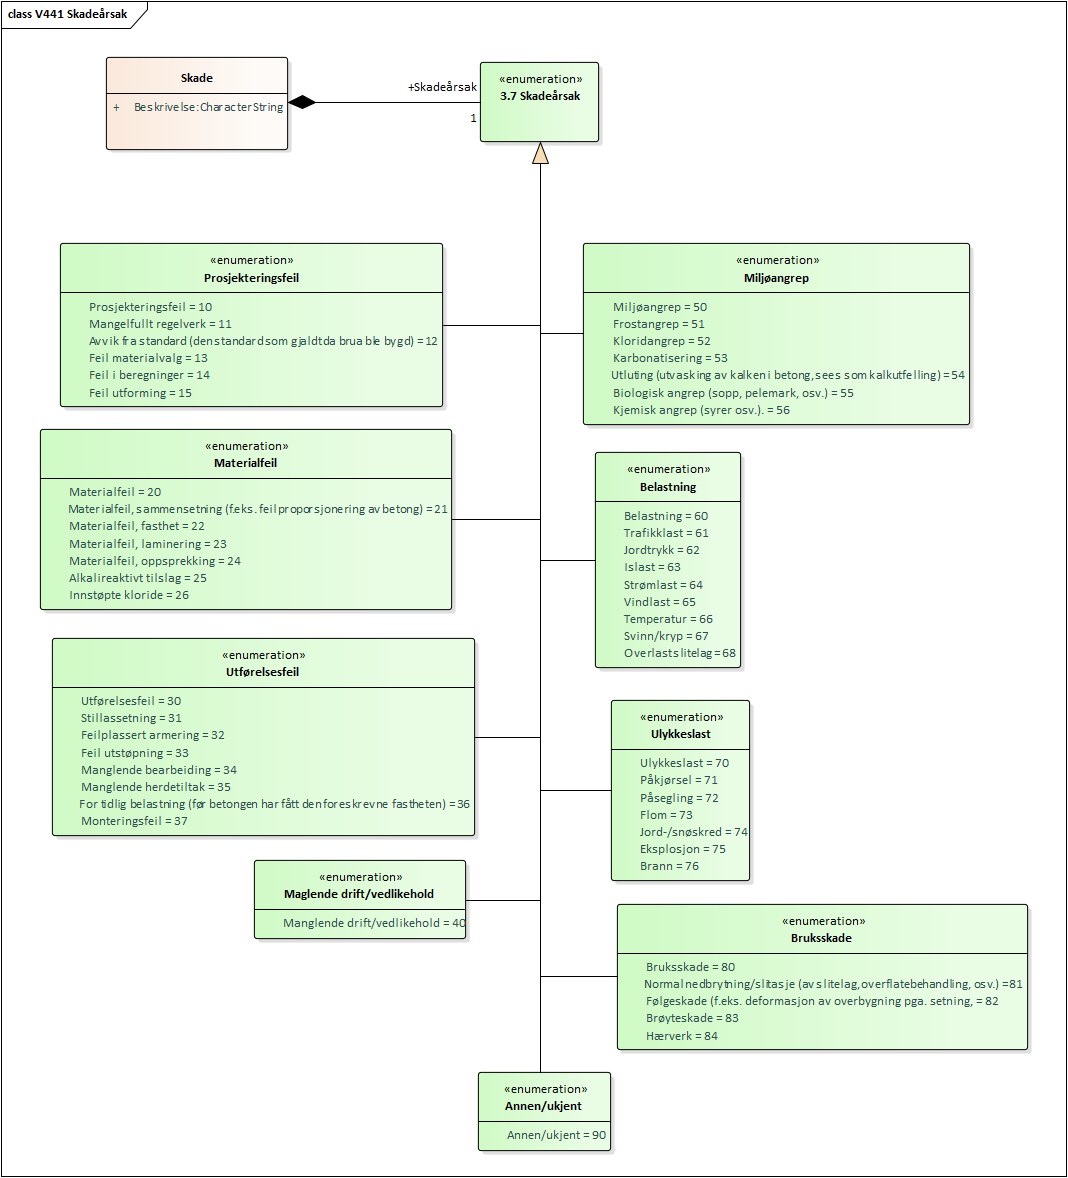 class V441 Skadeårsak
Skade
+ Beskrivelse:CharacterString
+Skadeårsak
1
«enumeration»
3.7 Skadeårsak
«enumeration»
Prosjekteringsfeil
Prosjekteringsfeil = 10
Mangelfullt regelverk = 11
Avvik fra standard (den standard som gjaldt da brua ble bygd) = 12
Feil materialvalg = 13
Feil i beregninger = 14
Feil utforming = 15
«enumeration»
Miljøangrep
Miljøangrep = 50
Frostangrep = 51
Kloridangrep = 52
Karbonatisering = 53
Utluting (utvasking av kalken i betong, sees som kalkutfelling) = 54
Biologisk angrep (sopp, pelemark, osv.) = 55
Kjemisk angrep (syrer osv.). = 56
«enumeration»
Materialfeil
Materialfeil = 20
Materialfeil, sammensetning (f.eks. feil proporsjonering av betong) = 21
Materialfeil, fasthet = 22
Materialfeil, laminering = 23
Materialfeil, oppsprekking = 24
Alkalireaktivt tilslag = 25
Innstøpte kloride = 26
«enumeration»
Belastning
Belastning = 60
Trafikklast = 61
Jordtrykk = 62
Islast = 63
Strømlast = 64
Vindlast = 65
Temperatur = 66
Svinn/kryp = 67
Overlast slitelag = 68
«enumeration»
Utførelsesfeil
Utførelsesfeil = 30
Stillassetning = 31
Feilplassert armering = 32
Feil utstøpning = 33
Manglende bearbeiding = 34
Manglende herdetiltak = 35
For tidlig belastning (før betongen har fått den foreskrevne fastheten) = 36
Monteringsfeil = 37
«enumeration»
Ulykkeslast
Ulykkeslast = 70
Påkjørsel = 71
Påsegling = 72
Flom = 73
Jord-/snøskred = 74
Eksplosjon = 75
Brann = 76
«enumeration»
Maglende drift/vedlikehold
Manglende drift/vedlikehold = 40
«enumeration»
Bruksskade
Bruksskade = 80
Normal nedbrytning/slitasje (av slitelag, overflatebehandling, osv.) = 81
Følgeskade (f.eks. deformasjon av overbygning pga. setning, = 82
Brøyteskade = 83
Hærverk = 84
«enumeration»
Annen/ukjent
Annen/ukjent = 90